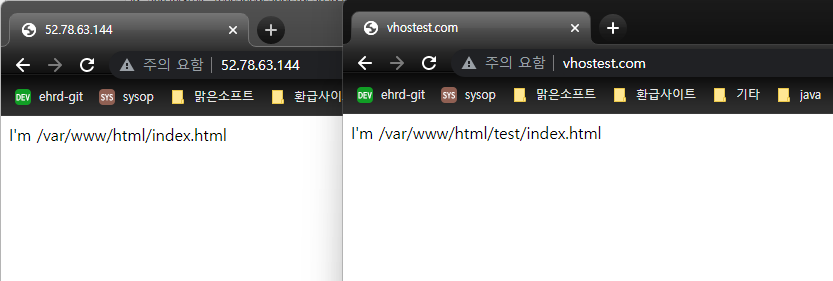 52.78.63.144
주의 요함 52.78.63.144
DEV ehrd-git SYS sysop 맑은소프트 환급사이
I'm /var/www/html/index.html
vhostest.com
주의 요함 vhostest.com
DEV ehrd-git SYS sysop 맑은소프트 환급사이트 기타 java
I'm /var/www/html/test/index.html